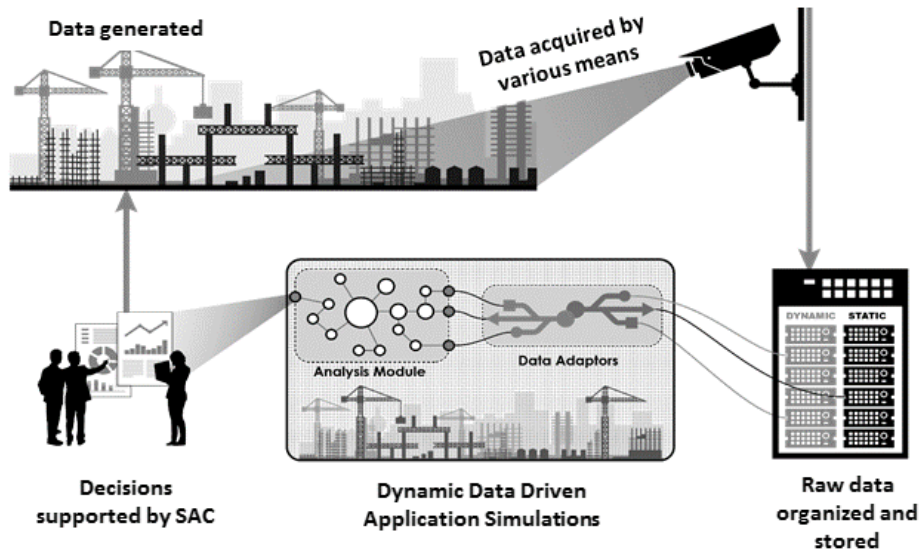 Data generated
Data acquired by
various means
DYNAMIC STATIC
Analysis Module
Data Adaptors
Decisions
supported by SAC
Dynamic Data Driven
Application Simulations
Raw data
organized and
stored